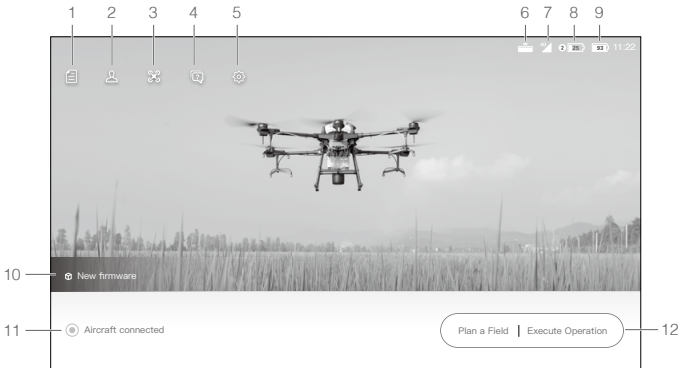 1 2 3 4 5 6 7 8 9
2 25 93 11:22
10 New firmware
11 Aircraft connected
Plan a Field | Execute Operation 12